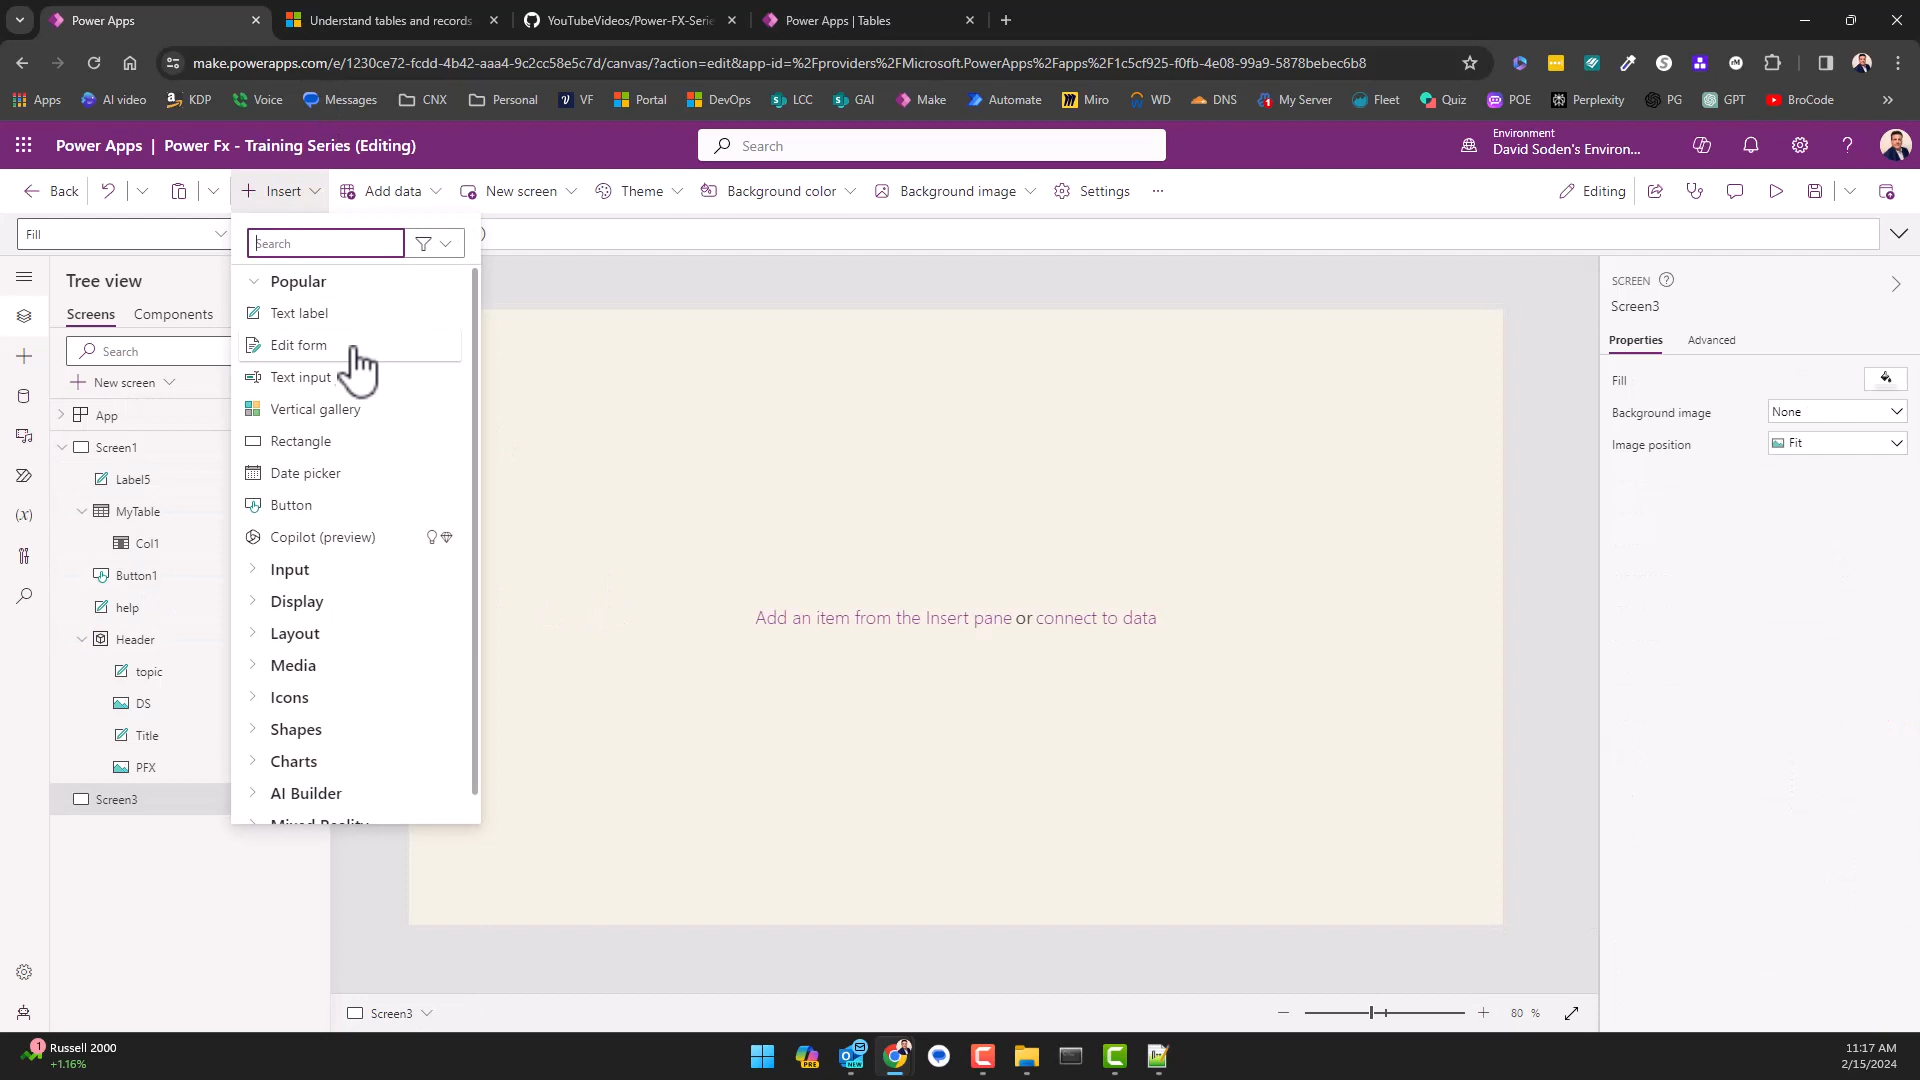 Power Apps
Understand tables and records
YouTubeVideos/Power-FX-Serie
Power Apps | Tables
make.powerapps.com/e/1230ce72-fcdd-4b42-aaa4-9c2cc58e5c7d/canvas/?action=edit&app-id=%2Fproviders%2FMicrosoft.PowerApps%2Fapps%2F1c5cf925-f0fb-4e08-99a9-5878bebec6b8
Apps AI video KDP Voice Messages CNX Personal VF Portal DevOps LCC GAI Make Automate Miro WD DNS My Server Fleet Quiz POE Perplexity PG GPT BroCode
Power Apps | Power Fx - Training Series (Editing)
Search
Environment
David Soden's Environ...
Back
Insert
Add data
New screen
Theme
Background color
Background image
Settings
Editing
Fill
)
Tree view
Screens Components
Search
New screen
App
Screen1
Label5
MyTable
Col1
Button1
help
Header
topic
DS
Title
PFX
Screen3
Search
Popular
Text label
Edit form
Text input
Vertical gallery
Rectangle
Date picker
Button
Copilot (preview)
Input
Display
Layout
Media
Icons
Shapes
Charts
AI Builder
Mixed Reality
Add an item from the Insert pane or connect to data
SCREEN
Screen3
Properties Advanced
Fill
Background image None
Image position Fit
Screen3
80 %
1
Russell 2000
+1.16%
PRE
NEW
11:17 AM
2/15/2024